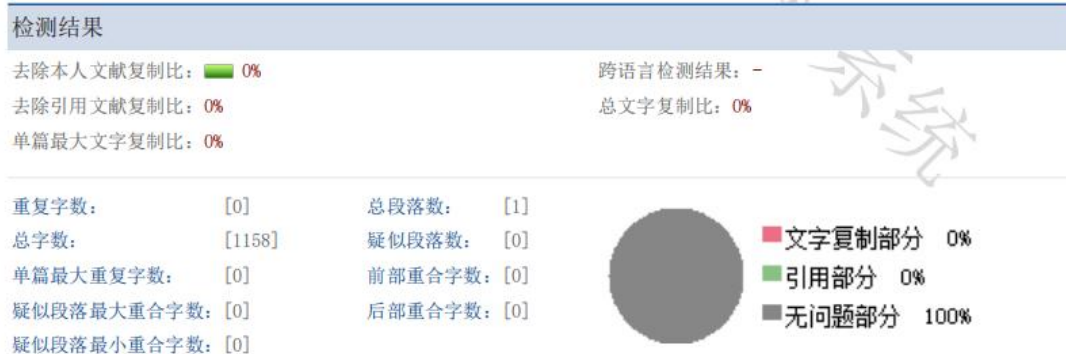 检测结果
去除本人文献复制比： 0%
跨语言检测结果：-
去除引用文献复制比：0%
总文字复制比：0%
单篇最大文字复制比：0%
系统
重复字数： [0] 总段落数： [1]
总字数： [1158] 疑似段落数： [0]
单篇最大重复字数： [0] 前部重合字数：[0]
疑似段落最大重合字数：[0] 后部重合字数：[0]
疑似段落最小重合字数：[0]
文字复制部分 0%
引用部分 0%
无问题部分 100%